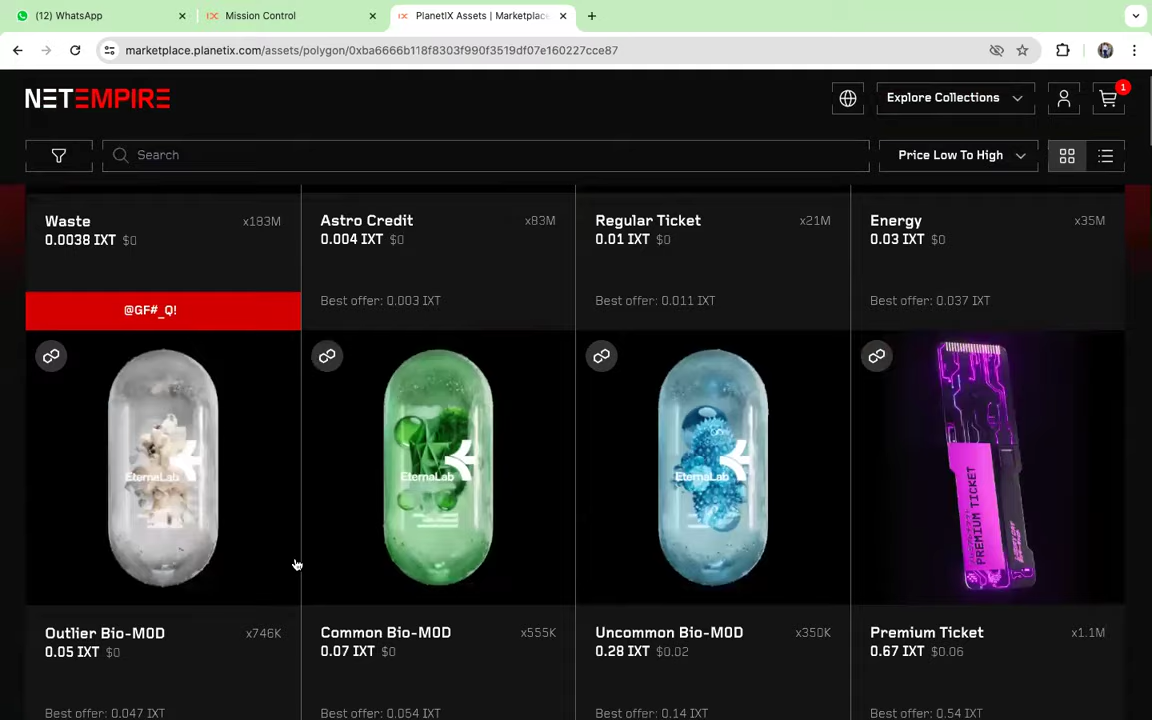 (12) WhatsApp
Mission Control
PlanetIX Assets | Marketplace
marketplace.planetix.com/assets/polygon/0xba6666b118f8303f990f3519df07e160227cce87
NETEMPIRE
Explore Collections
1
Search
Price Low To High
Waste x193M
0.0038 IXT $0
Astro Credit x83M
0.004 IXT $0
Regular Ticket x21M
0.01 IXT $0
Energy x35M
0.03 IXT $0
Best offer: 0.003 IXT
Best offer: 0.011 IXT
Best offer: 0.037 IXT
@GF#_Q!
EternaLab
EternaLab
EternaLab
PREMIUM TICKET
Outlier Bio-M0D x746K
0.05 IXT $0
Common Bio-M0D x555K
0.07 IXT $0
Uncommon Bio-M0D x350K
0.28 IXT $0.02
Premium Ticket x1.1M
0.67 IXT $0.06
Best offer: 0.047 IXT
Best offer: 0.054 IXT
Best offer: 0.14 IXT
Best offer: 0.54 IXT